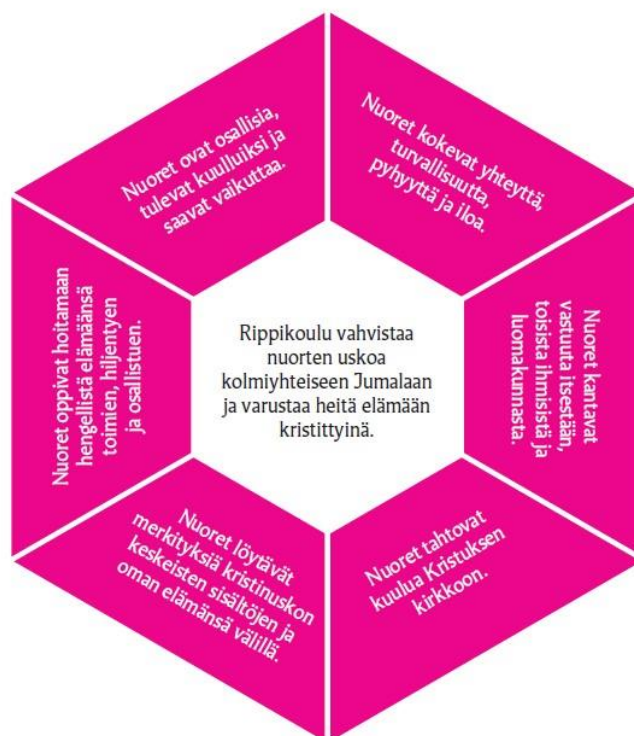 Nuoret ovat osallisia,
tulevat kuulluiksi ja
saavat vaikuttaa.
Nuoret kokevat yhteyttä,
turvallisuutta,
pyhyyttä ja iloa.
Nuoret kantavat
vastuuta itsestään,
toisista ihmisistä ja
luomakunnasta.
Nuoret tahtovat
kuulua Kristuksen
kirkkoon.
Nuoret löytävät
merkityksiä kristinuskon
keskeisten sisältöjen ja
oman elämänsä välillä.
Nuoret oppivat hoitamaan
hengellistä elämäänsä
toimien, hiljentyen
ja osallistuen.
Rippikoulu vahvistaa
nuorten uskoa
kolmiyhteiseen Jumalaan
ja varustaa heitä elämään
kristittyinä.